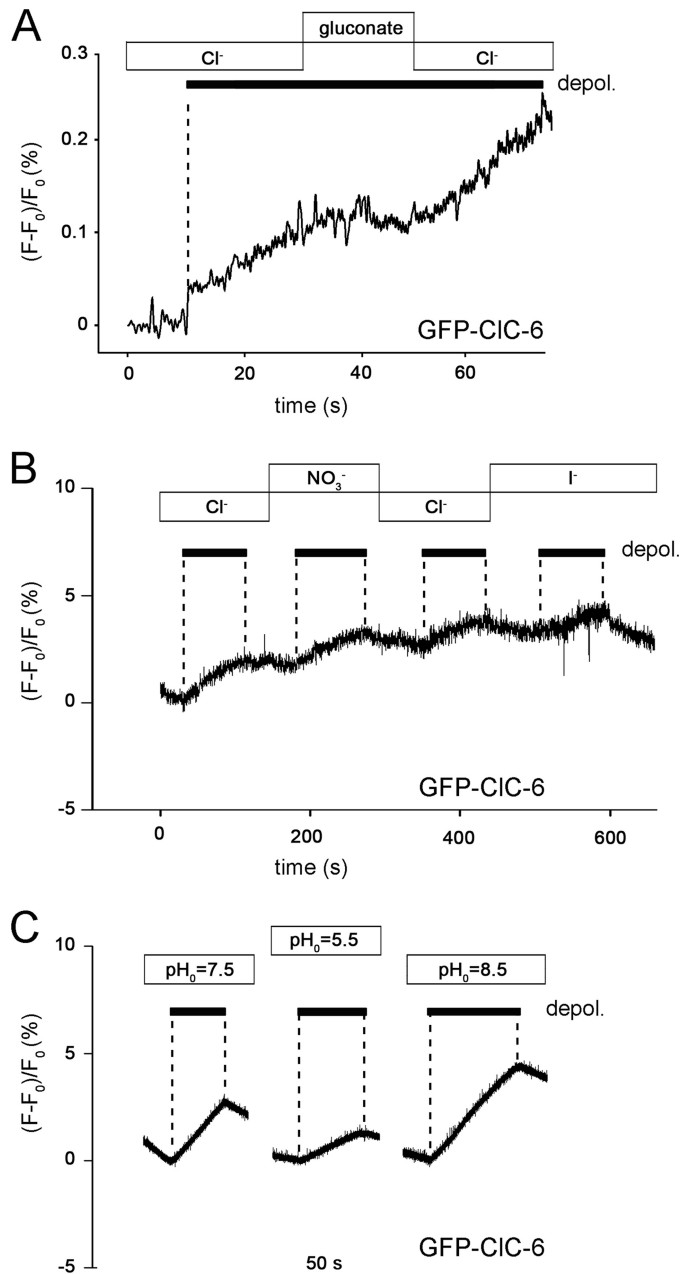 A
gluconate
Cl⁻ Cl⁻
depol.
0.3
0.2
0.1
0
(F-F₀)/F₀ (%)
GFP-ClC-6
0 20 40 60
time (s)
B
NO₃⁻ I⁻
Cl⁻ Cl⁻
depol.
10
5
0
-5
(F-F₀)/F₀ (%)
GFP-ClC-6
0 200 400 600
time (s)
C
pH₀=5.5
pH₀=7.5 pH₀=8.5
depol.
10
5
0
-5
(F-F₀)/F₀ (%)
50 s
GFP-ClC-6